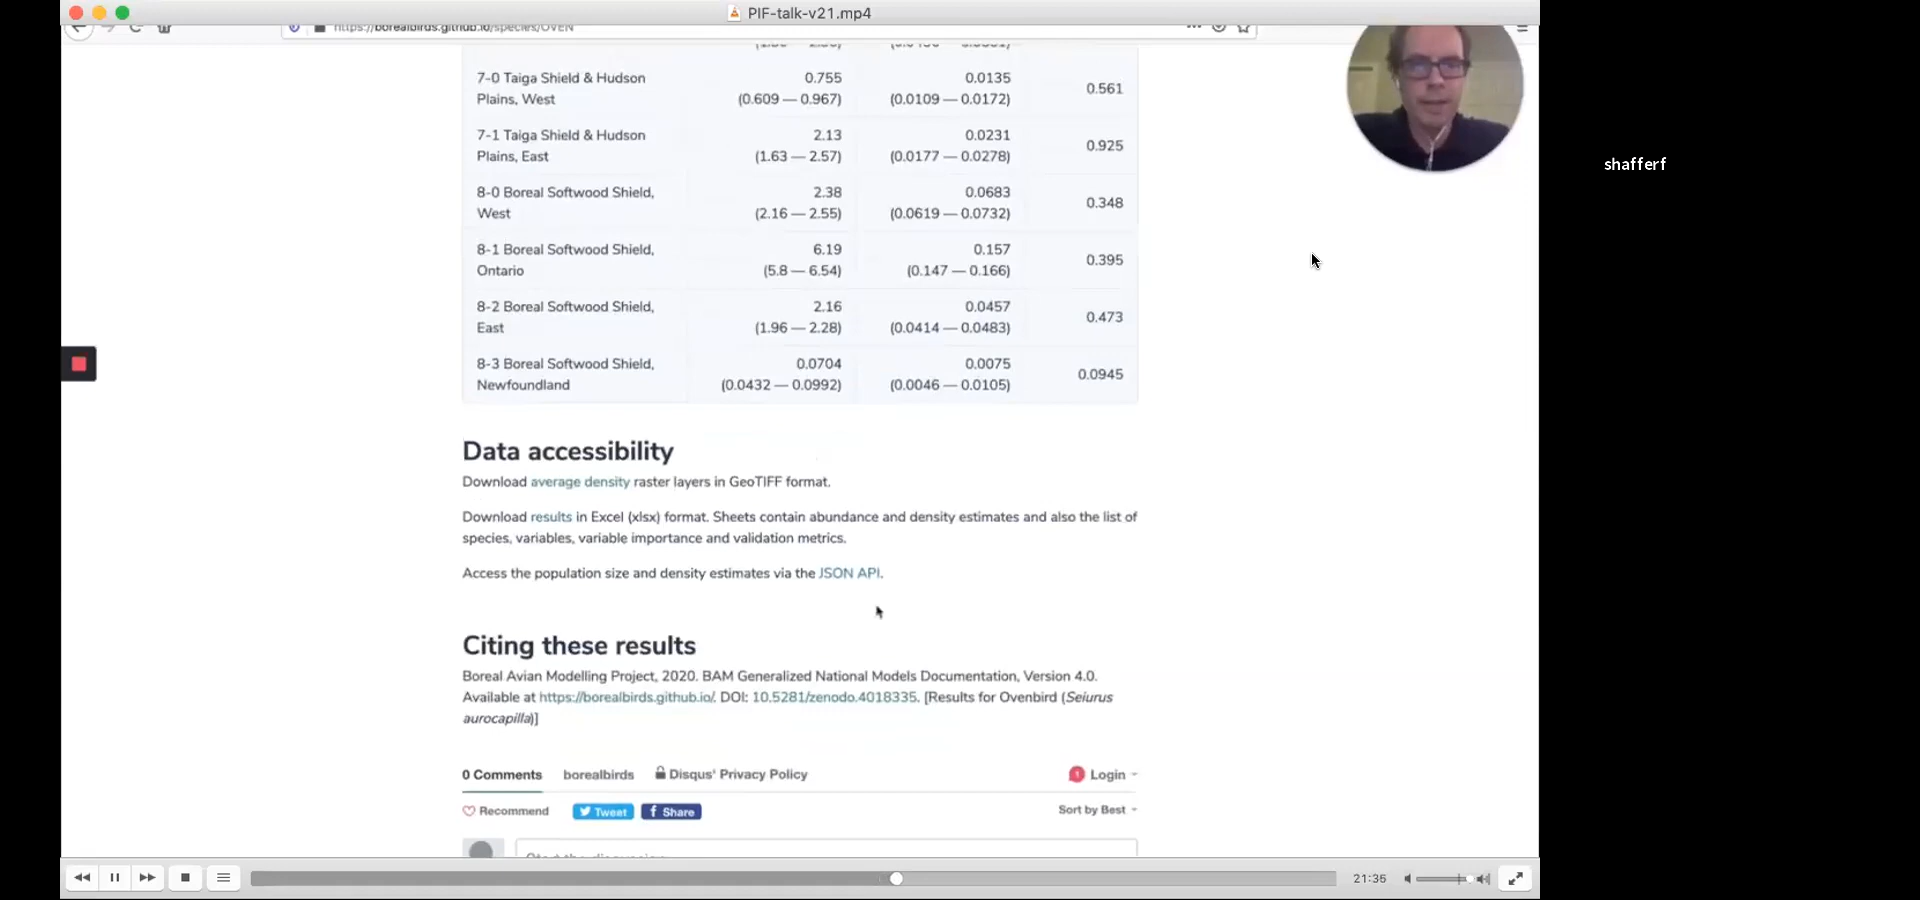 PIF-talk-v21.mp4
https://borealbirds.github.io/species/OVEN
7-0 Taiga Shield & Hudson Plains, West
0.755 (0.609 — 0.967)
0.0135 (0.0109 — 0.0172)
0.561
7-1 Taiga Shield & Hudson Plains, East
2.13 (1.63 — 2.57)
0.0231 (0.0177 — 0.0278)
0.925
8-0 Boreal Softwood Shield, West
2.38 (2.16 — 2.55)
0.0683 (0.0619 — 0.0732)
0.348
8-1 Boreal Softwood Shield, Ontario
6.19 (5.8 — 6.54)
0.157 (0.147 — 0.166)
0.395
8-2 Boreal Softwood Shield, East
2.16 (1.96 — 2.28)
0.0457 (0.0414 — 0.0483)
0.473
8-3 Boreal Softwood Shield, Newfoundland
0.0704 (0.0432 — 0.0992)
0.0075 (0.0046 — 0.0105)
0.0945
Data accessibility
Download average density raster layers in GeoTIFF format.
Download results in Excel (xlsx) format. Sheets contain abundance and density estimates and also the list of
species, variables, variable importance and validation metrics.
Access the population size and density estimates via the JSON API.
Citing these results
Boreal Avian Modelling Project, 2020. BAM Generalized National Models Documentation, Version 4.0.
Available at https://borealbirds.github.io/. DOI: 10.5281/zenodo.4018335. [Results for Ovenbird (Seiurus
aurocapilla)]
0 Comments borealbirds Disqus' Privacy Policy 1 Login
Recommend Tweet f Share Sort by Best
21:36
shafferf